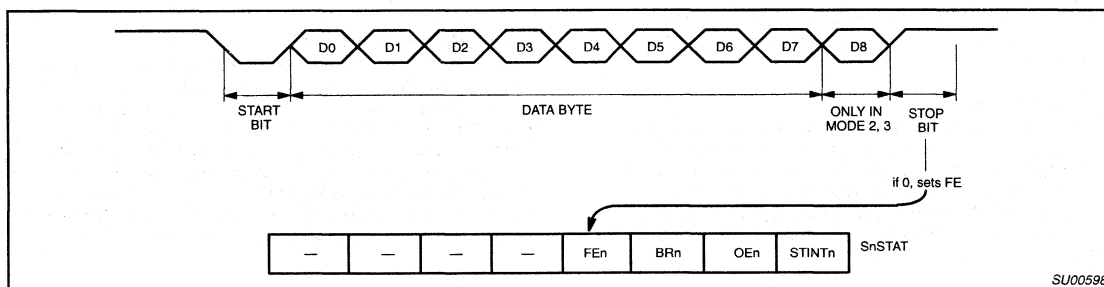 D0 D1 D2 D3 D4 D5 D6 D7 D8
START BIT
DATA BYTE
ONLY IN MODE 2, 3
STOP BIT
if 0, sets FE
— — — — FEn BRn OEn STINTn SnSTAT
SU00598